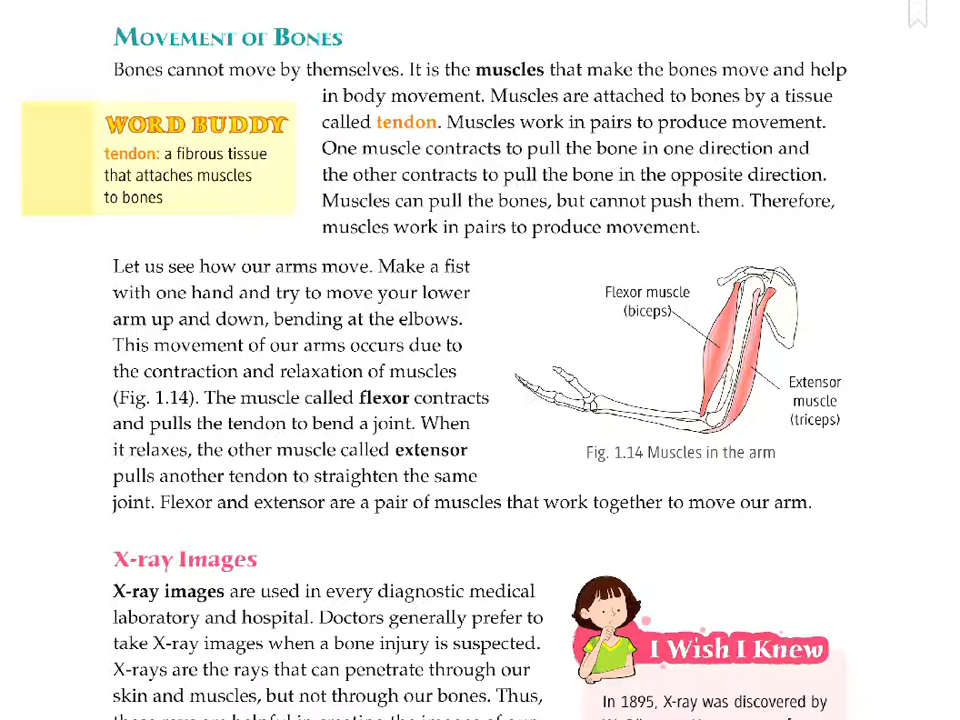 MOVEMENT OF BONES
Bones cannot move by themselves. It is the muscles that make the bones move and help
in body movement. Muscles are attached to bones by a tissue
called tendon. Muscles work in pairs to produce movement.
One muscle contracts to pull the bone in one direction and
the other contracts to pull the bone in the opposite direction.
Muscles can pull the bones, but cannot push them. Therefore,
muscles work in pairs to produce movement.
WORD BUDDY
tendon: a fibrous tissue
that attaches muscles
to bones
Let us see how our arms move. Make a fist
with one hand and try to move your lower
arm up and down, bending at the elbows.
This movement of our arms occurs due to
the contraction and relaxation of muscles
(Fig. 1.14). The muscle called flexor contracts
and pulls the tendon to bend a joint. When
it relaxes, the other muscle called extensor
pulls another tendon to straighten the same
joint. Flexor and extensor are a pair of muscles that work together to move our arm.
Flexor muscle
(biceps)
Extensor
muscle
(triceps)
Fig. 1.14 Muscles in the arm
X-ray Images
X-ray images are used in every diagnostic medical
laboratory and hospital. Doctors generally prefer to
take X-ray images when a bone injury is suspected.
X-rays are the rays that can penetrate through our
skin and muscles, but not through our bones. Thus,
I Wish I Knew
In 1895, X-ray was discovered by